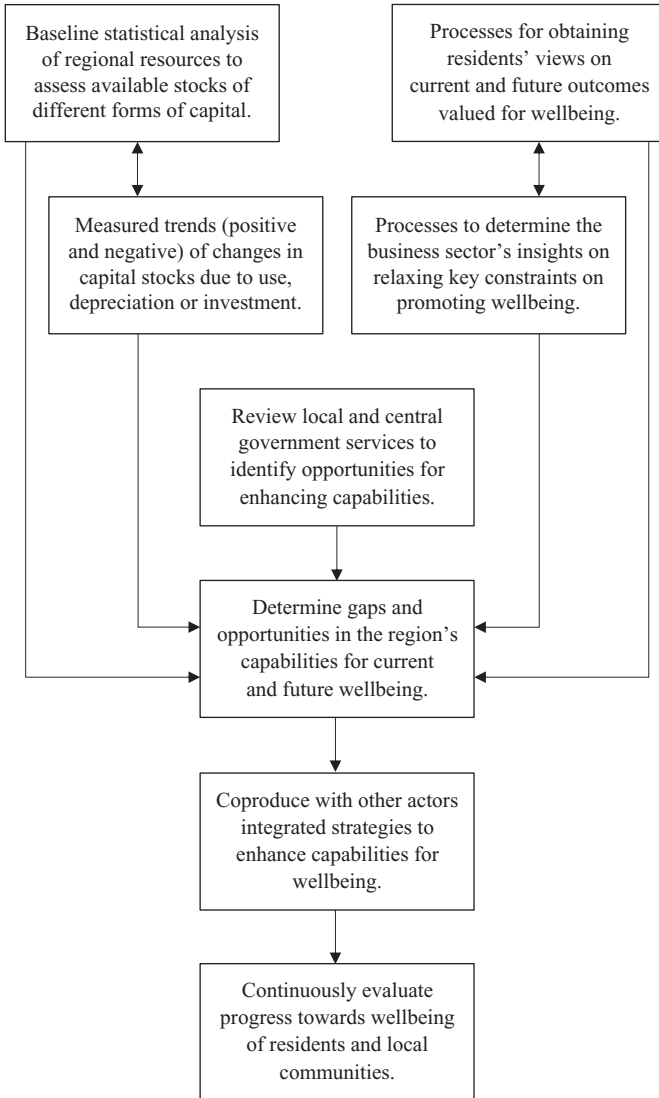 Baseline statistical analysis
of regional resources to
assess available stocks of
different forms of capital.
Processes for obtaining
residents’ views on
current and future outcomes
valued for wellbeing.
Measured trends (positive
and negative) of changes in
capital stocks due to use,
depreciation or investment.
Processes to determine the
business sector’s insights on
relaxing key constraints on
promoting wellbeing.
Review local and central
government services to
identify opportunities for
enhancing capabilities.
Determine gaps and
opportunities in the region’s
capabilities for current
and future wellbeing.
Coproduce with other actors
integrated strategies to
enhance capabilities for
wellbeing.
Continuously evaluate
progress towards wellbeing
of residents and local
communities.